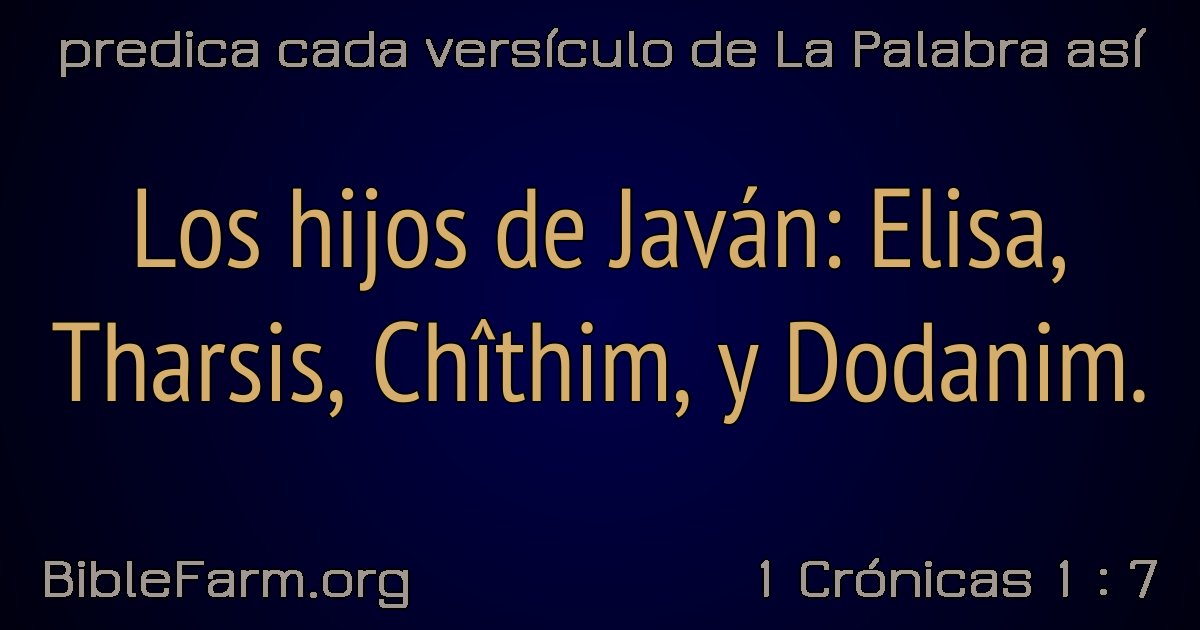 predica cada versículo de La Palabra así
Los hijos de Javán: Elisa,
Tharsis, Chîthim, y Dodanim.
BibleFarm.org
1 Crónicas 1 : 7